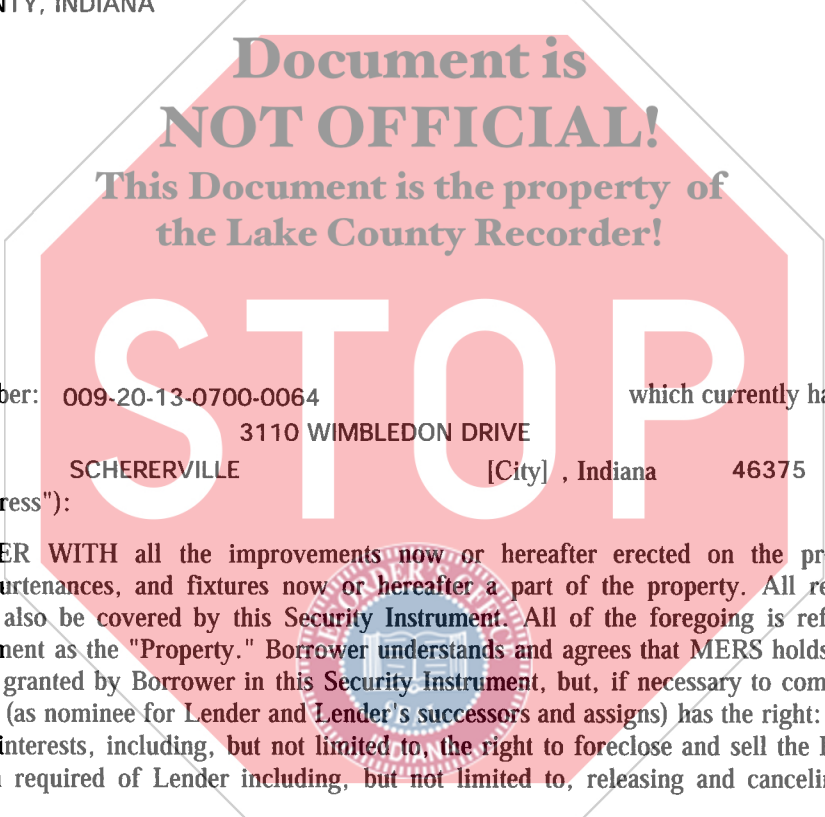 NTY, INDIANA
Document is
NOT OFFICIAL!
This Document is the property of
the Lake County Recorder!
STOP
ber: 009-20-13-0700-0064 which currently ha
3110 WIMBLEDON DRIVE
SCHERERVILLE [City] , Indiana 46375
ress"):
ER WITH all the improvements now or hereafter erected on the pr
urtenances, and fixtures now or hereafter a part of the property. All re
also be covered by this Security Instrument. All of the foregoing is ref
ment as the "Property." Borrower understands and agrees that MERS holds
granted by Borrower in this Security Instrument, but, if necessary to com
(as nominee for Lender and Lender's successors and assigns) has the right:
interests, including, but not limited to, the right to foreclose and sell the
required of Lender including, but not limited to, releasing and canceli